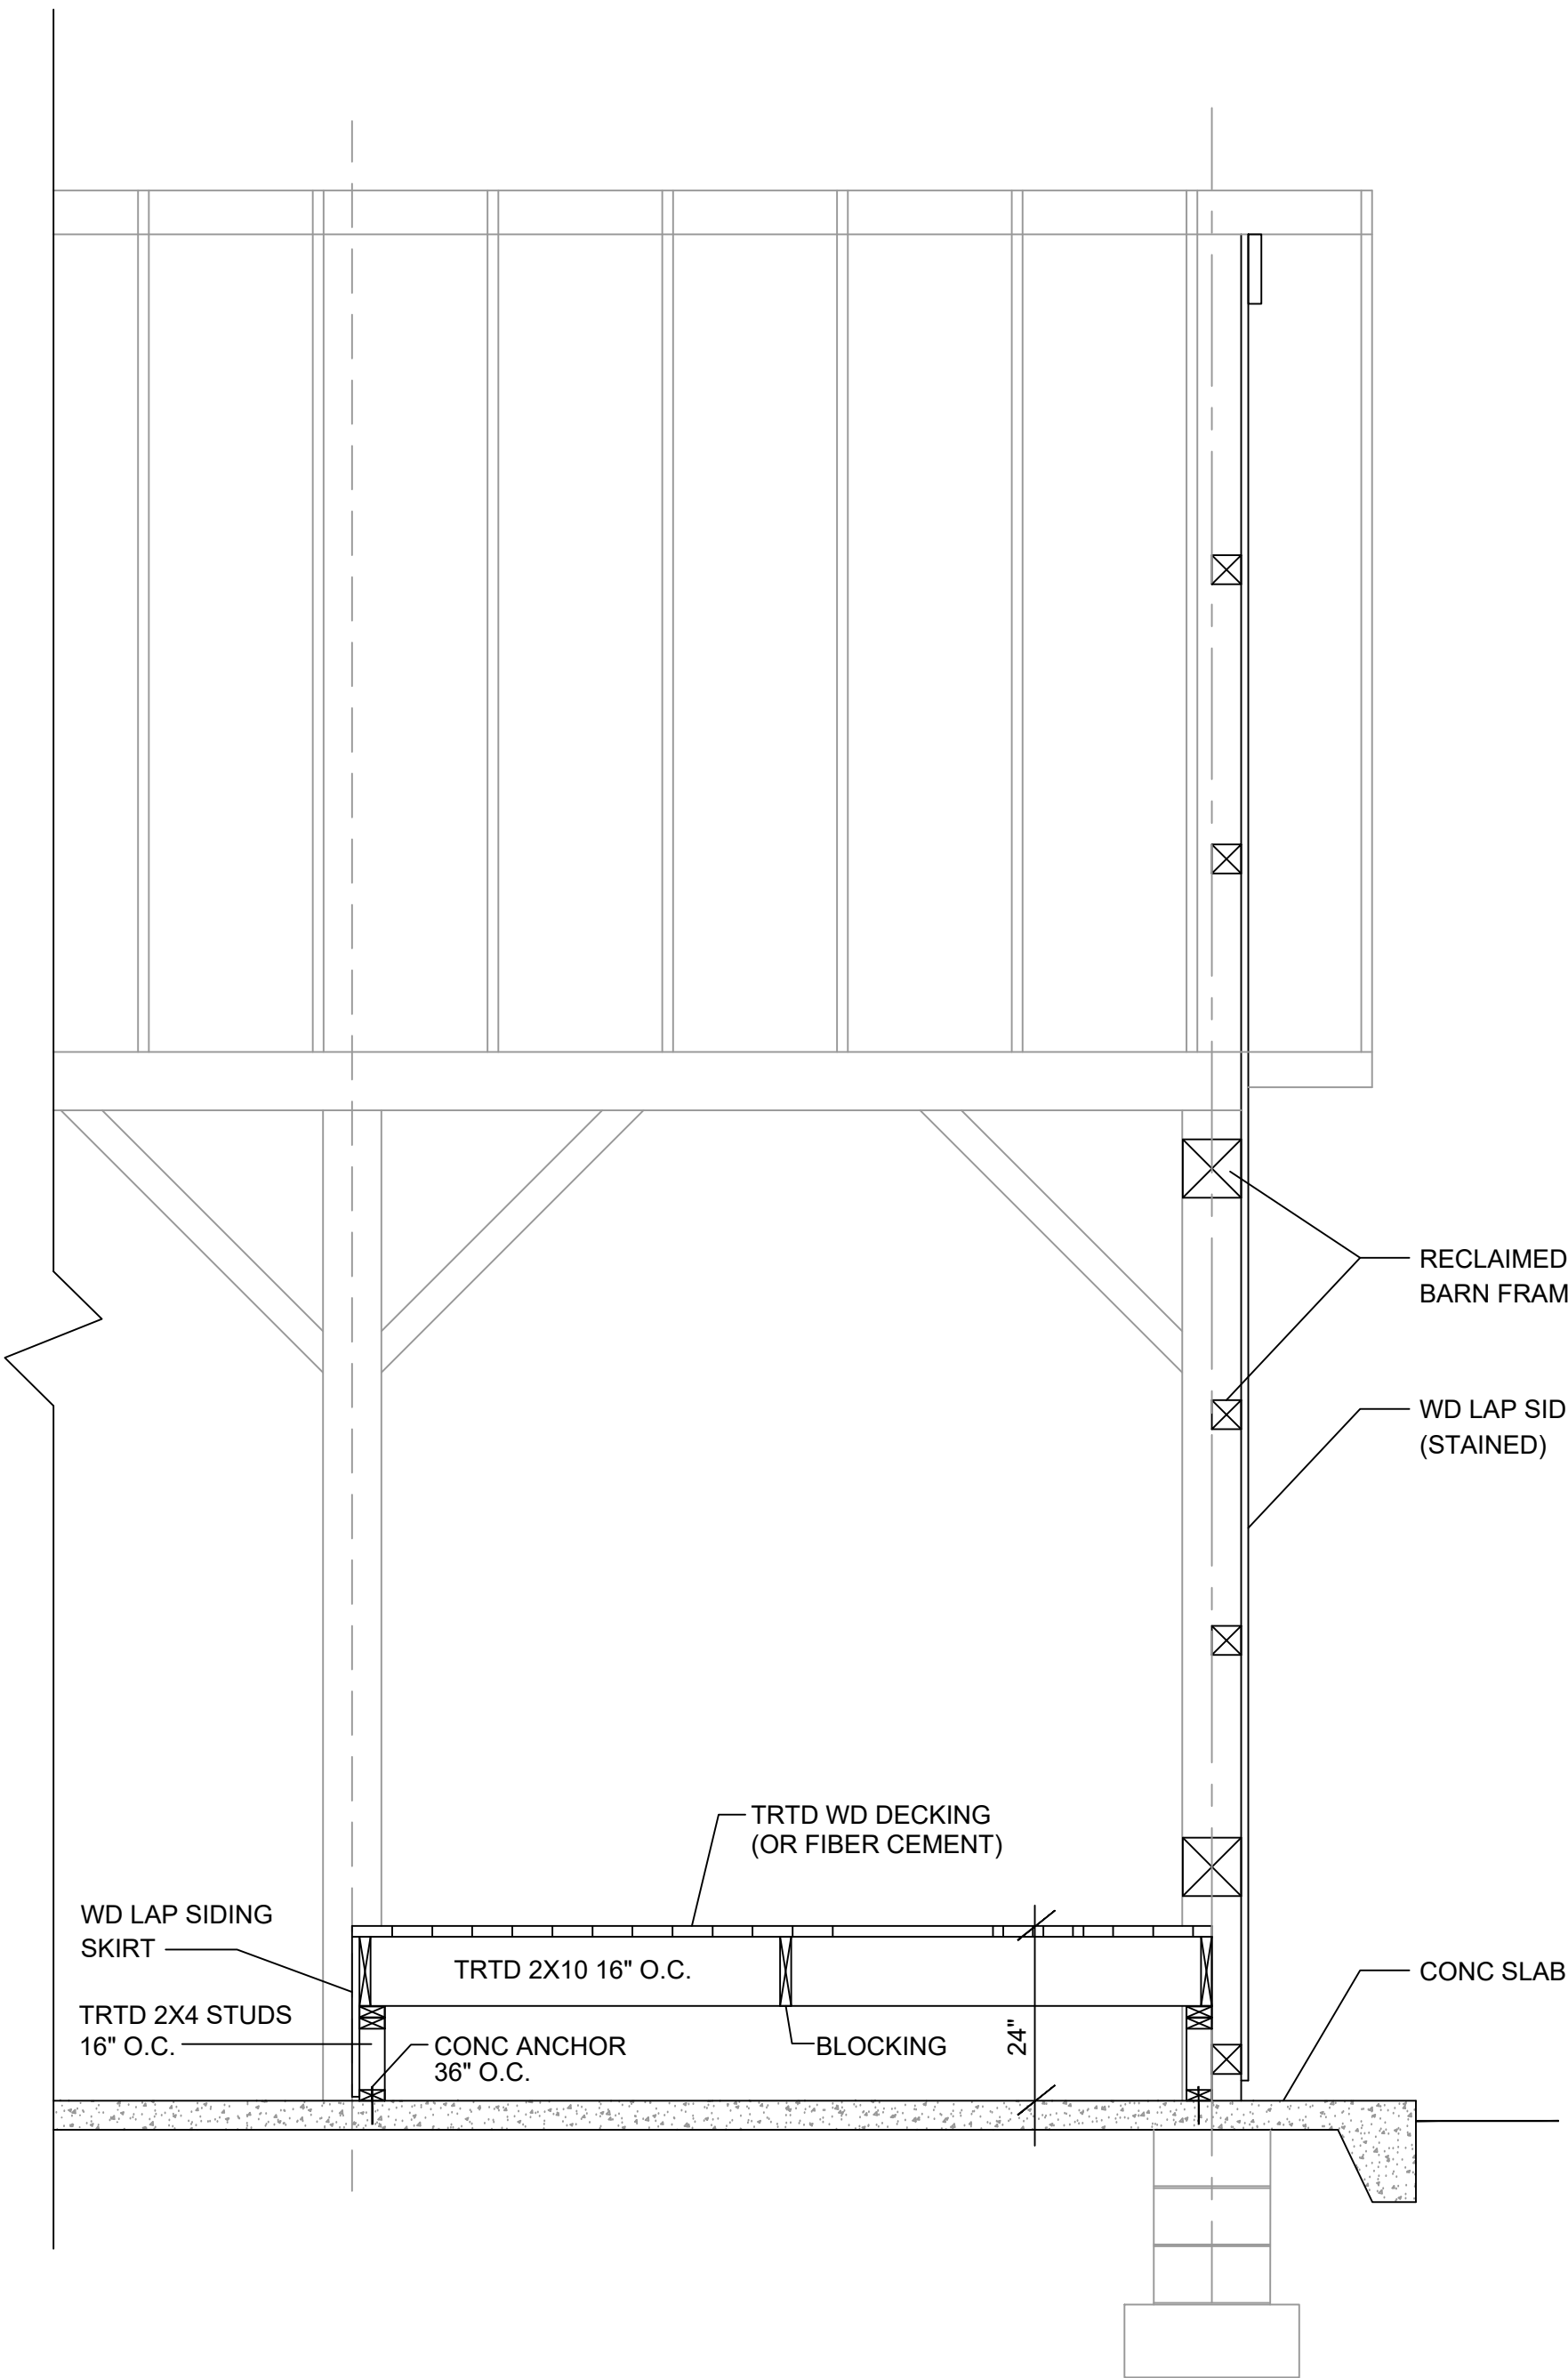 RECLAIMED
BARN FRAM
WD LAP SID
(STAINED)
TRTD WD DECKING
(OR FIBER CEMENT)
WD LAP SIDING
SKIRT
TRTD 2X10 16" O.C.
CONC SLAB
TRTD 2X4 STUDS
16" O.C.
CONC ANCHOR
36" O.C.
BLOCKING
24"